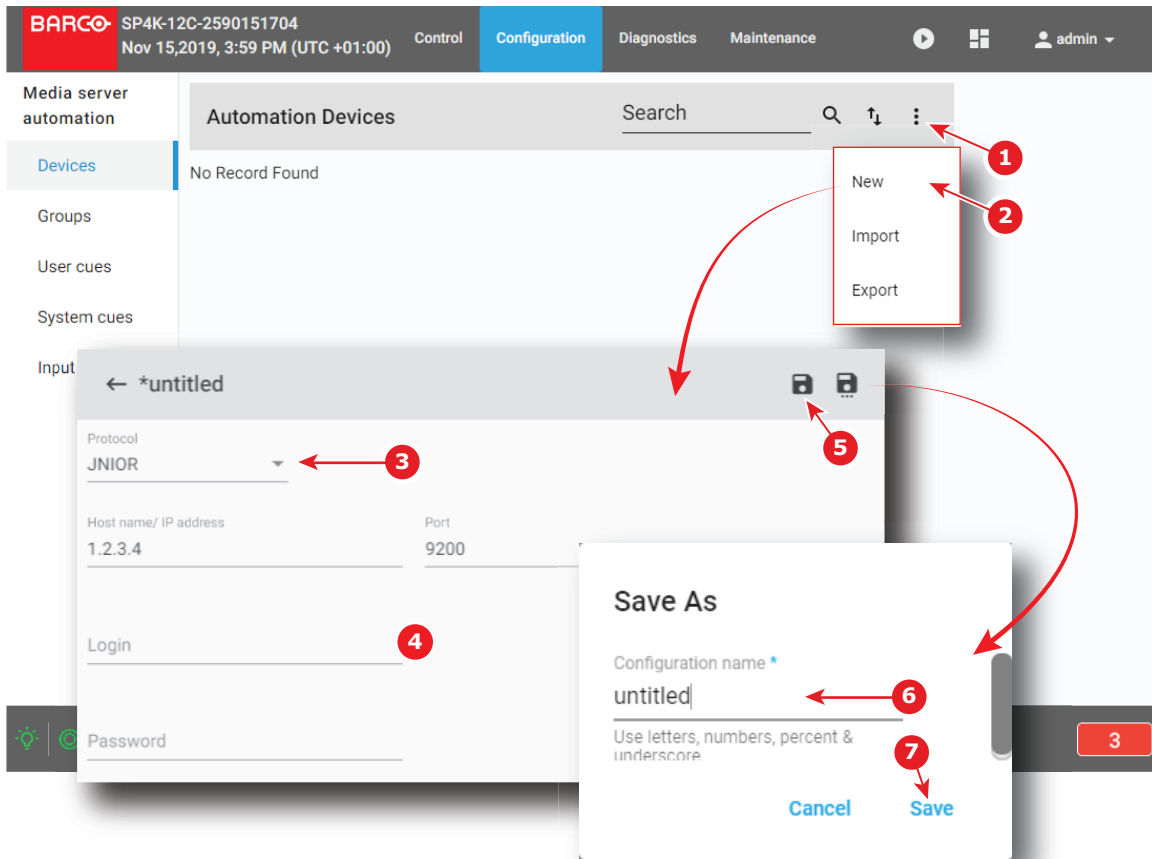 BARCO
SP4K-12C-2590151704
Nov 15,2019, 3:59 PM (UTC +01:00)
Control
Configuration
Diagnostics
Maintenance
admin
Media server
automation
Devices
Groups
User cues
System cues
Input
Automation Devices
Search
No Record Found
1
New
2
Import
Export
*untitled
5
Protocol
JNIOR
3
Host name/ IP address
1.2.3.4
Port
9200
Login
4
Password
Save As
Configuration name *
untitled
6
Use letters, numbers, percent &
underscore
7
Cancel
Save
3